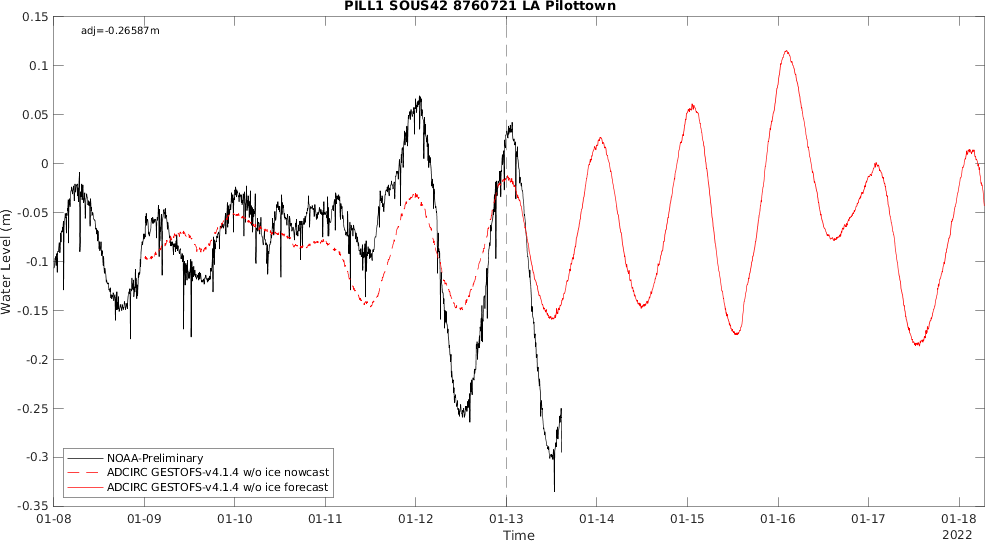 PILL1 SOUS42 8760721 LA Pilottown
adj=-0.26587m
0.15
0.1
0.05
0
-0.05
-0.1
-0.15
-0.2
-0.25
-0.3
-0.35
Water Level (m)
NOAA-Preliminary
ADCIRC GESTOFS-v4.1.4 w/o ice nowcast
ADCIRC GESTOFS-v4.1.4 w/o ice forecast
01-08 01-09 01-10 01-11 01-12 01-13 01-14 01-15 01-16 01-17 01-18
Time
2022